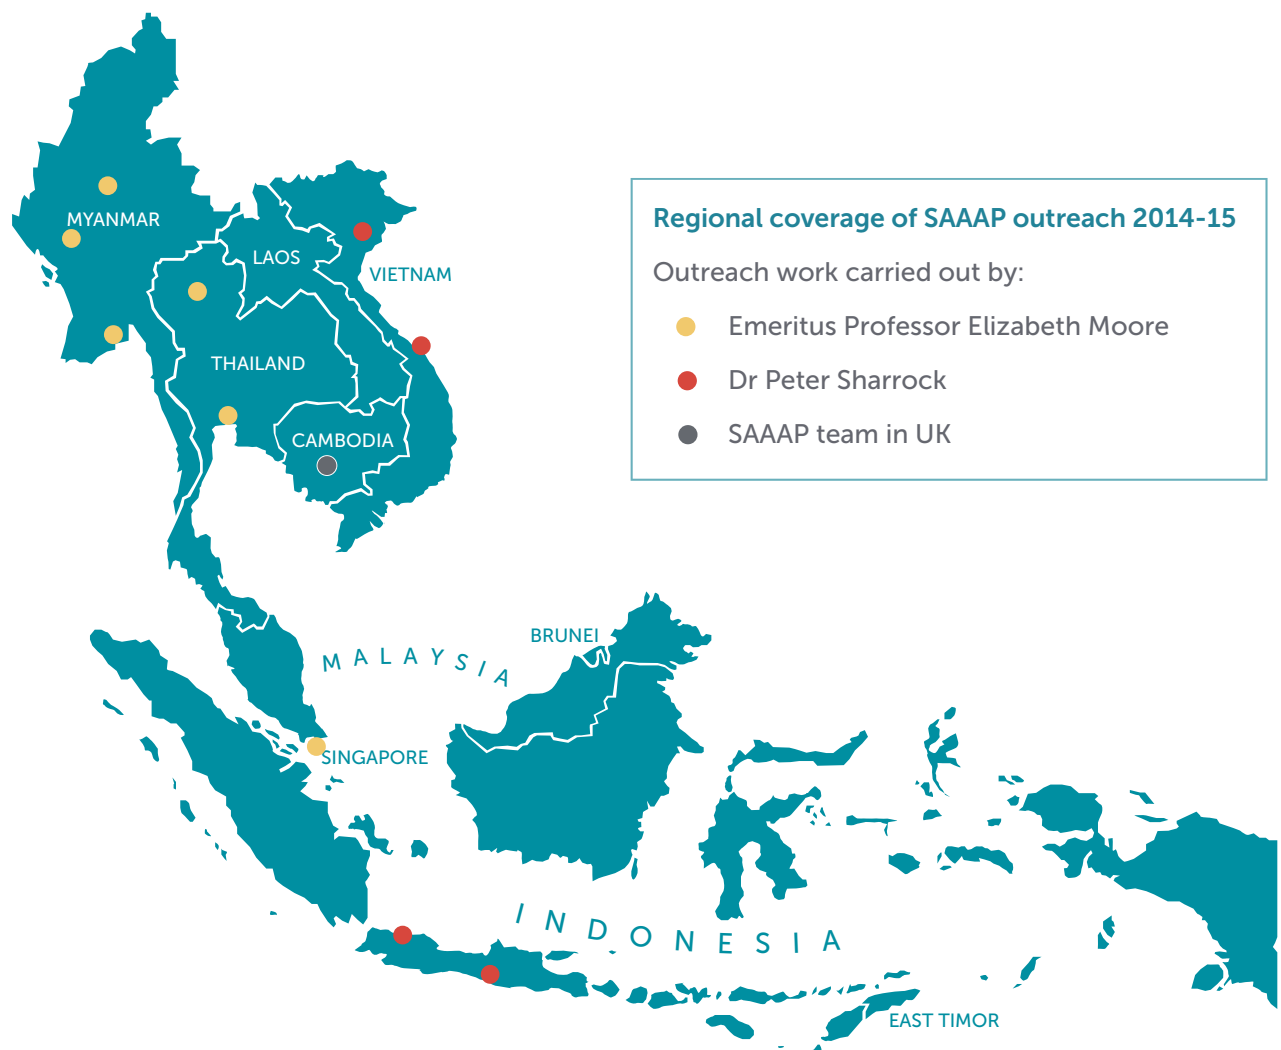 MYANMAR
LAOS
VIETNAM
THAILAND
CAMBODIA
Regional coverage of SAAAP outreach 2014-15
Outreach work carried out by:
Emeritus Professor Elizabeth Moore
Dr Peter Sharrock
SAAAP team in UK
BRUNEI
MALAYSIA
SINGAPORE
INDONESIA
EAST TIMOR